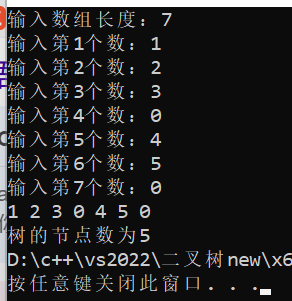 输入数组长度：7
输入第1个数：1
输入第2个数：2
输入第3个数：3
输入第4个数：0
输入第5个数：4
输入第6个数：5
输入第7个数：0
1 2 3 0 4 5 0
树的节点数为5
D:\c++\vs2022\二叉树new\x6
按任意键关闭此窗口. . .